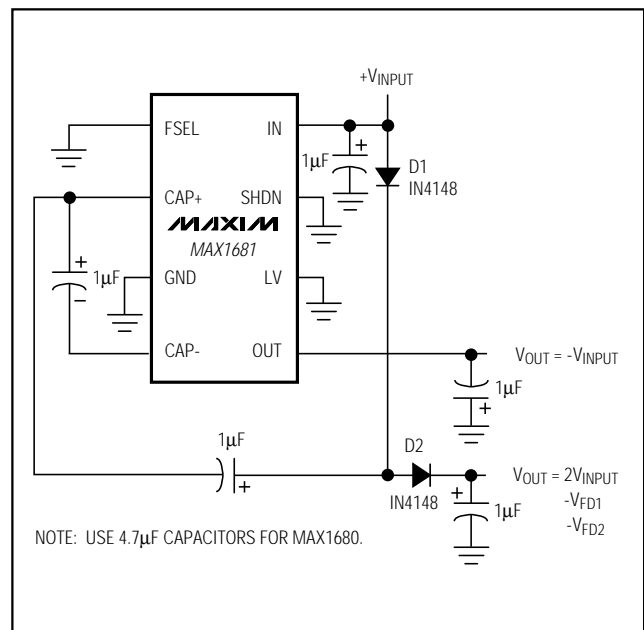 +VINPUT
FSEL
IN
1µF
+
D1
IN4148
CAP+
SHDN
MAXIM
MAX1681
+
1µF
−
GND
LV
CAP-
OUT
VOUT = -VINPUT
1µF
+
1µF
+
D2
IN4148
VOUT = 2VINPUT
-VFD1
-VFD2
+
1µF
NOTE: USE 4.7µF CAPACITORS FOR MAX1680.